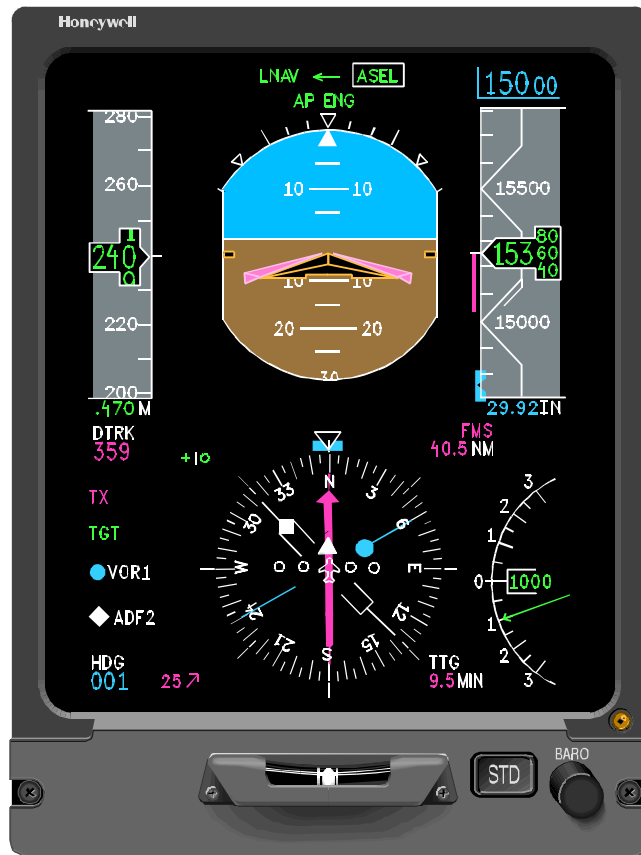 Honeywell
LNAV ← ASEL
AP ENG
15000
280
260
240
1
0
220
200
10 10
10 10
20 20
30
15500
153
80
60
40
15000
.470 M
29.92 IN
DTRK
359
FMS
40.5 NM
+10
TX
TGT
VOR1
ADF2
HDG
001
25↗
N
3
6
E
12
15
S
21
24
W
30
33
3
2
1
0
1000
1
2
3
TTG
9.5 MIN
STD
BARO